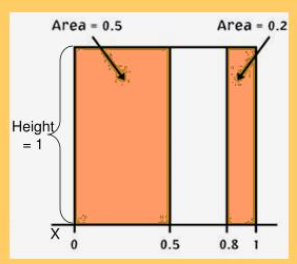 Area = 0.5
Area = 0.2
Height
= 1
X
0
0.5
0.8
1